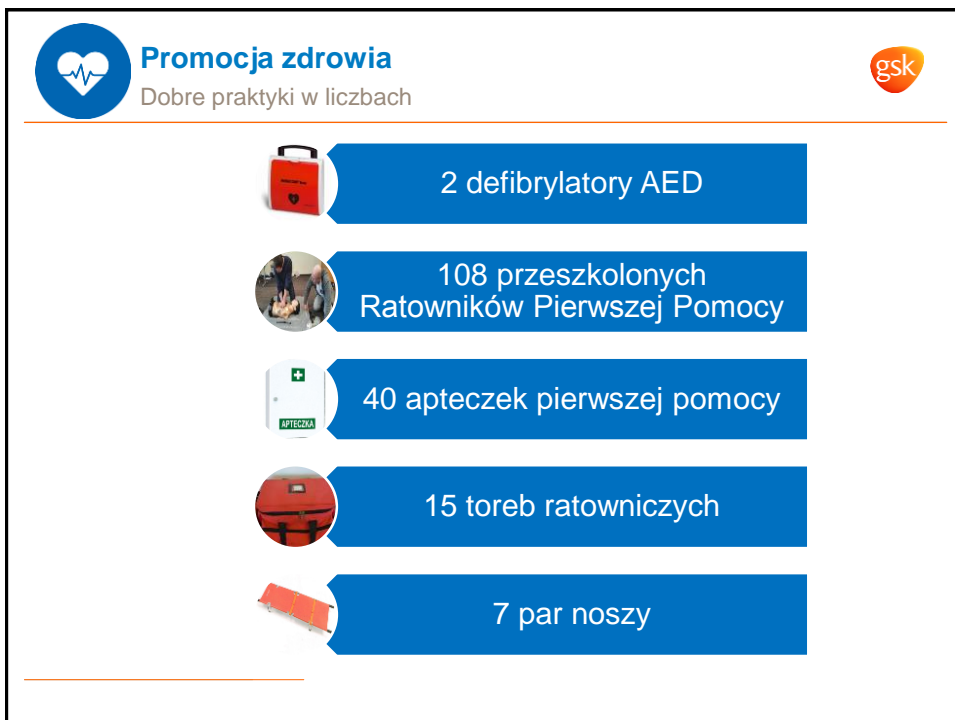 Promocja zdrowia
Dobre praktyki w liczbach
gsk
2 defibrylatory AED
108 przeszkolonych
Ratowników Pierwszej Pomocy
40 apteczek pierwszej pomocy
APTECZKA
15 toreb ratowniczych
7 par noszy